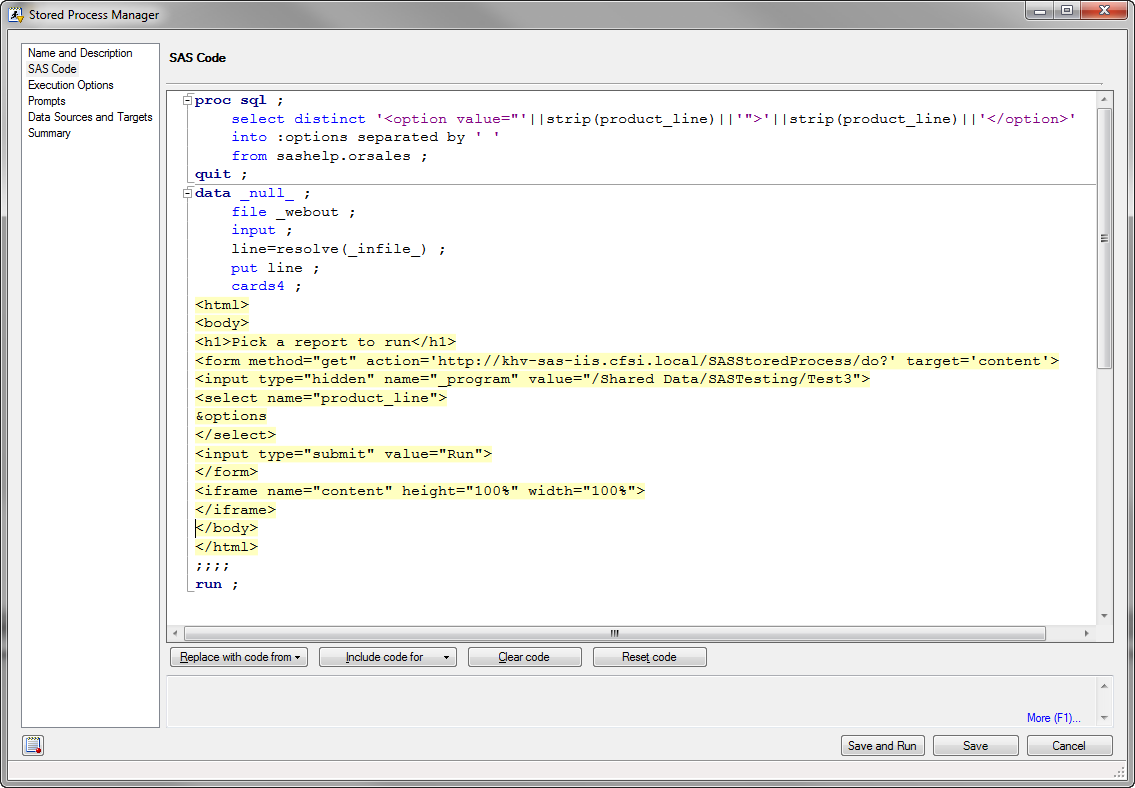 Stored Process Manager
Name and Description
SAS Code
Execution Options
Prompts
Data Sources and Targets
Summary
SAS Code
proc sql ;
select distinct '<option value="'||strip(product_line)||'">'||strip(product_line)||'</option>'
into :options separated by ' '
from sashelp.orsales ;
quit ;
data _null_ ;
file _webout ;
input ;
line=resolve(_infile_) ;
put line ;
cards4 ;
<html>
<body>
<h1>Pick a report to run</h1>
<form method="get" action='http://khv-sas-iis.cfsi.local/SASStoredProcess/do?' target='content'>
<input type="hidden" name="_program" value="/Shared Data/SASTesting/Test3">
<select name="product_line">
&options
</select>
<input type="submit" value="Run">
</form>
<iframe name="content" height="100%" width="100%">
</iframe>
</body>
</html>
;;;;
run ;
Replace with code from
Include code for
Clear code
Reset code
More (F1)...
Save and Run
Save
Cancel